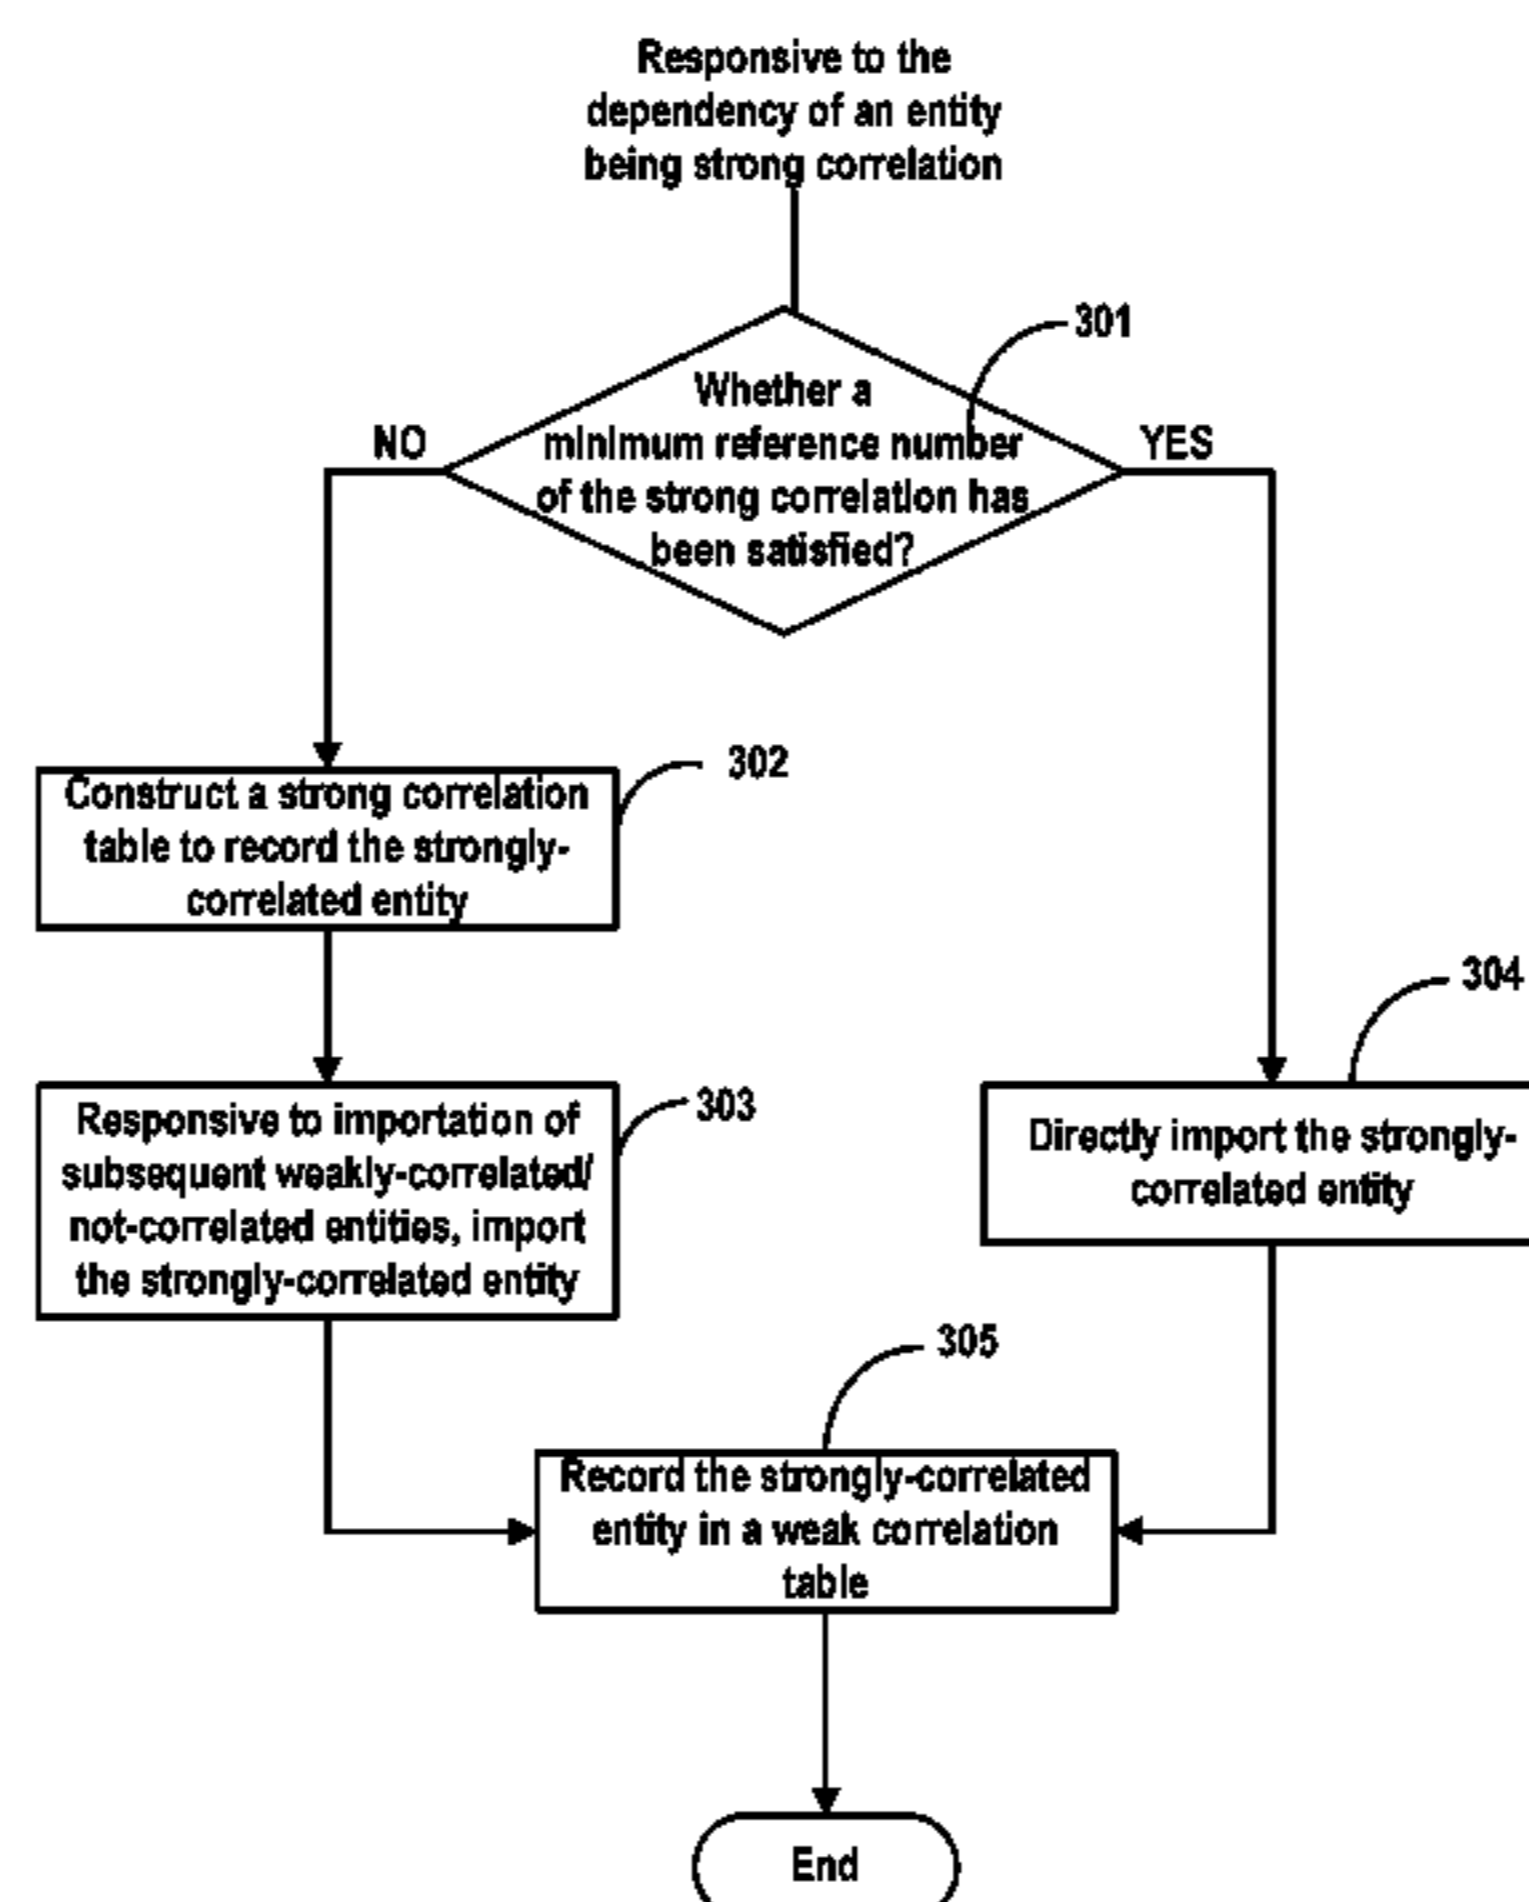 Responsive to the
dependency of an entity
being strong correlation
301
Whether a
minimum reference number
of the strong correlation has
been satisfied?
NO
YES
302
Construct a strong correlation
table to record the strongly-
correlated entity
304
303
Responsive to importation of
subsequent weakly-correlated/
not-correlated entities, import
the strongly-correlated entity
Directly import the strongly-
correlated entity
305
Record the strongly-correlated
entity in a weak correlation
table
End